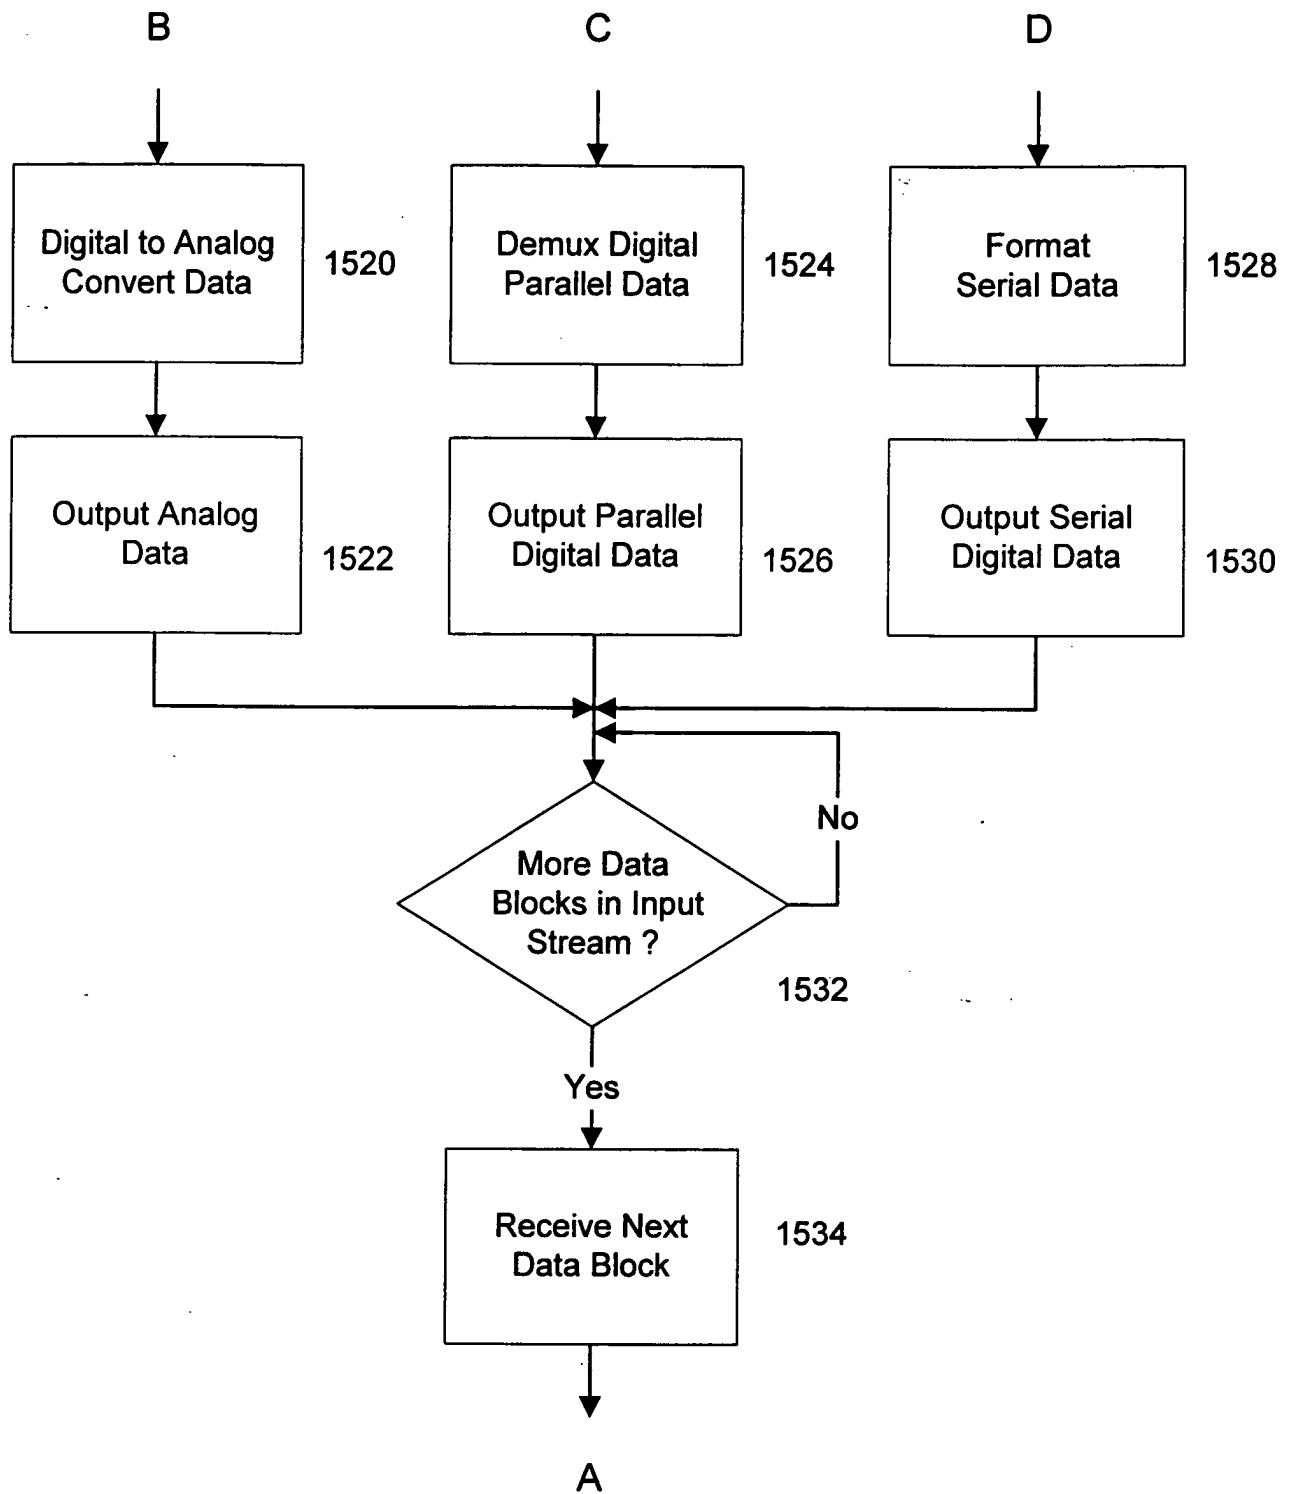 B
C
D
Digital to Analog
Convert Data
1520
Demux Digital
Parallel Data
1524
Format
Serial Data
1528
Output Analog
Data
1522
Output Parallel
Digital Data
1526
Output Serial
Digital Data
1530
No
More Data
Blocks in Input
Stream ?
1532
Yes
Receive Next
Data Block
1534
A